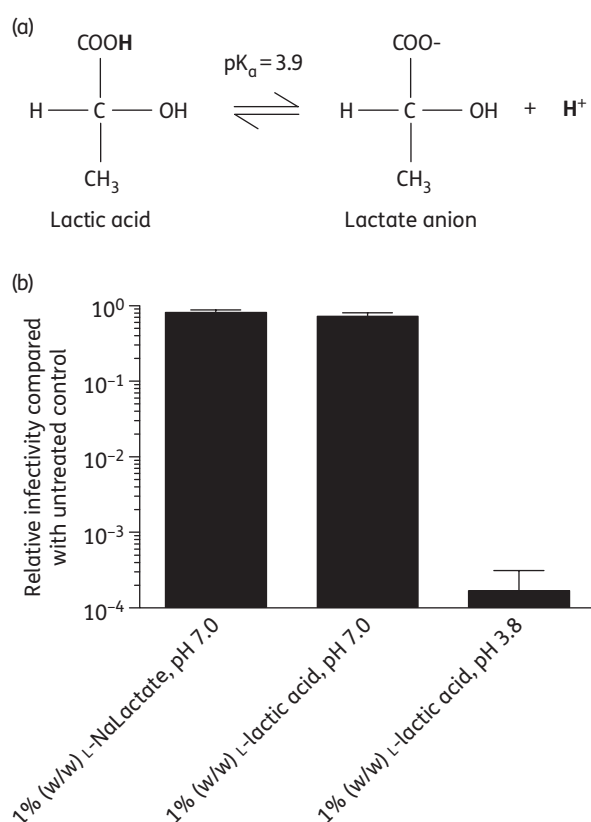 (a)
COOH
H C OH
CH3
Lactic acid
pKa = 3.9
COO-
H C OH + H+
CH3
Lactate anion
(b)
Relative infectivity compared
with untreated control
10⁰
10⁻¹
10⁻²
10⁻³
10⁻⁴
1% (w/w) L-NaLactate, pH 7.0
1% (w/w) L-lactic acid, pH 7.0
1% (w/w) L-lactic acid, pH 3.8